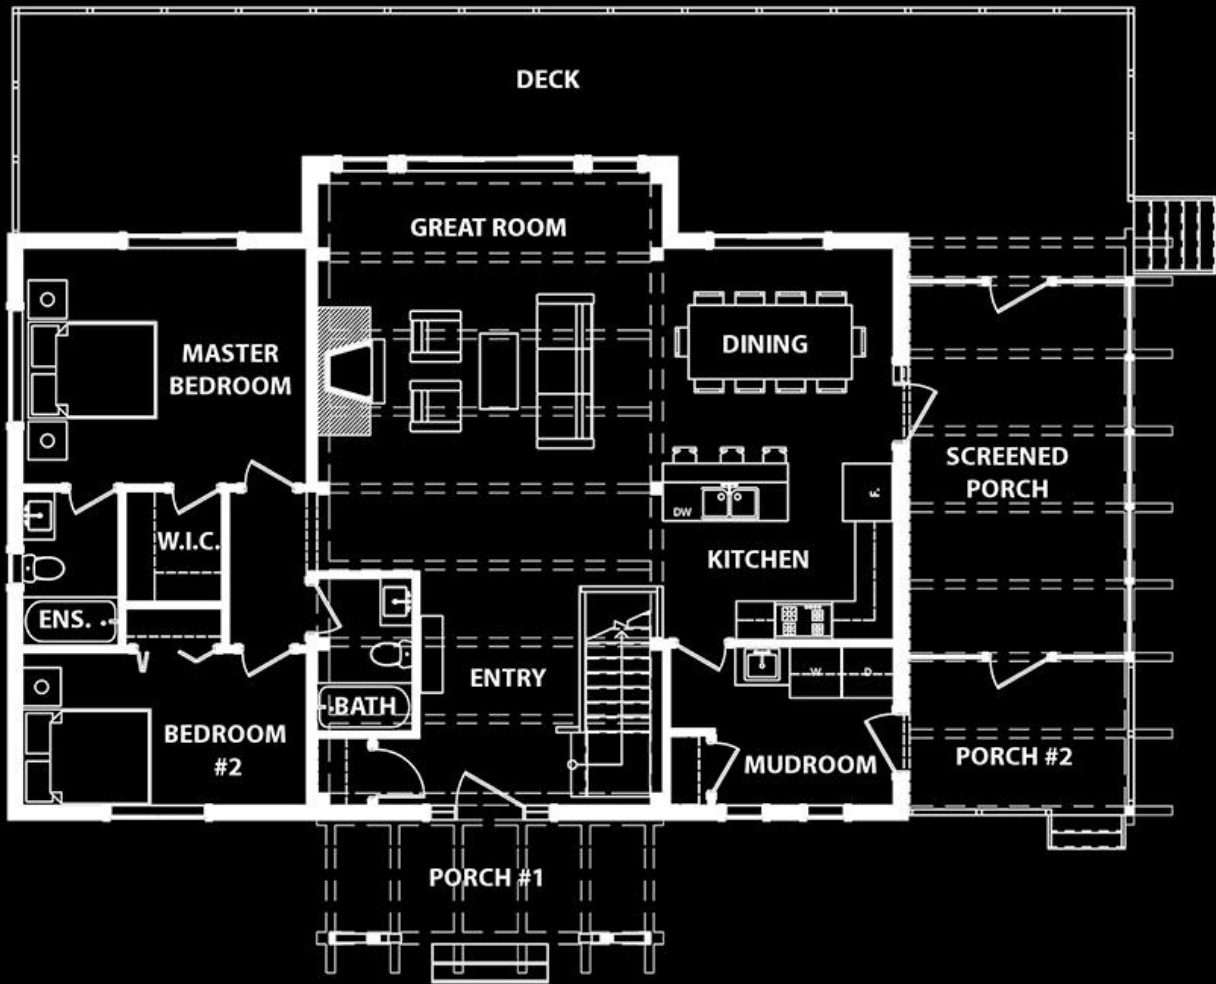 DECK
GREAT ROOM
MASTER
BEDROOM
DINING
SCREENED
PORCH
F.
DW
W.I.C.
KITCHEN
ENS.
ENTRY
W
D
BATH
BEDROOM
#2
MUDROOM
PORCH #2
PORCH #1